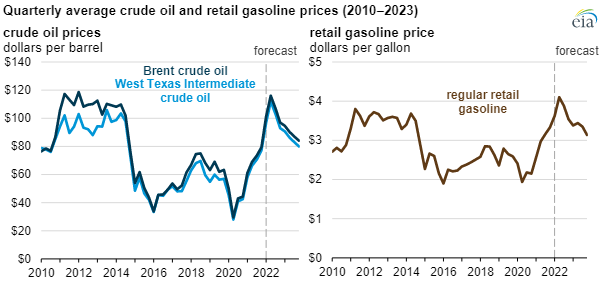 Quarterly average crude oil and retail gasoline prices (2010–2023)
eia
crude oil prices
dollars per barrel
forecast
$140
$120
$100
$80
$60
$40
$20
$0
Brent crude oil
West Texas Intermediate
crude oil
2010
2012
2014
2016
2018
2020
2022
retail gasoline price
dollars per gallon
forecast
$5
$4
$3
$2
$1
$0
regular retail
gasoline
2010
2012
2014
2016
2018
2020
2022